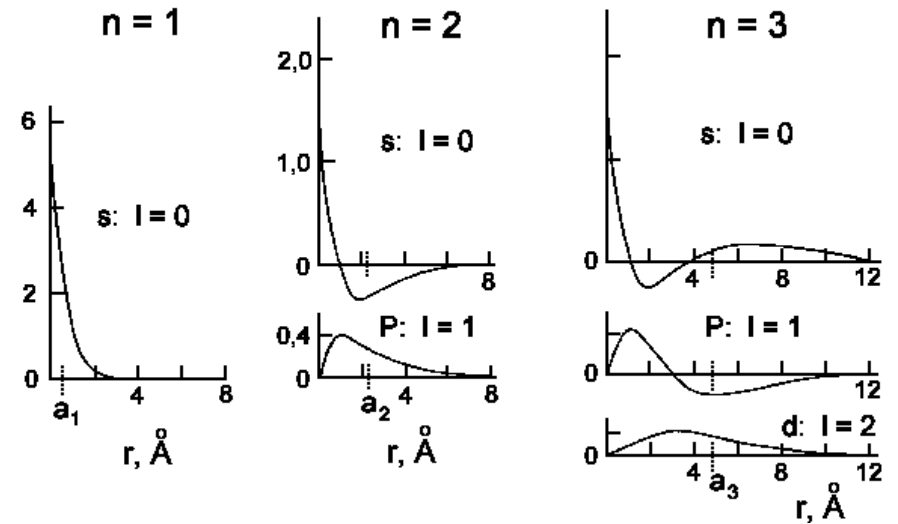 n = 1
6
4
2
0
s: l = 0
4
8
a1
r, Å
n = 2
2,0
1,0
0
s: l = 0
4
8
0,4
0
P: l = 1
4
8
a2
r, Å
n = 3
s: l = 0
0
4
8
12
P: l = 1
0
12
d: l = 2
0
4
8
12
a3
r, Å